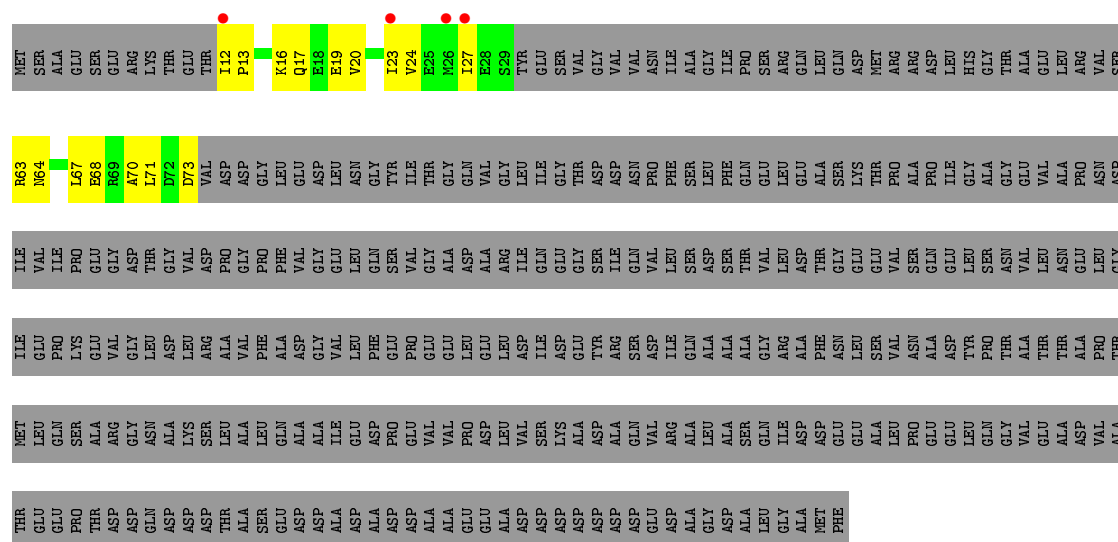 MET SER ALA GLU SER GLU ARG LYS THR GLU THR I12 P13 K16 Q17 E18 E19 V20 I23 V24 E25 M26 I27 E28 S29 TYR GLU SER VAL GLY VAL VAL ASN ILE ALA GLY ILE PRO SER ARG GLN LEU GLN ASP MET ARG ARG ASP LEU HIS GLY THR ALA GLU LEU ARG VAL SER
R63 N64 L67 E68 R69 A70 L71 D72 D73 VAL ASP ASP GLY LEU GLU ASP LEU ASN GLY TYR ILE THR GLY GLN VAL GLY LEU ILE GLY THR ASP ASP ASN PRO PHE SER LEU PHE GLN GLU LEU GLU ALA SER LYS THR PRO ALA PRO ILE GLY ALA GLY GLU VAL ALA PRO ASN ASP
ILE VAL ILE PRO GLU GLY ASP THR GLY VAL ASP PRO GLY PRO PHE VAL GLY GLU LEU GLN SER VAL GLY ALA ASP ALA ARG ILE GLN GLU GLY SER ILE GLN VAL LEU SER ASP SER THR VAL LEU ASP THR GLY GLU GLU VAL SER GLN GLU LEU SER ASN VAL LEU ASN GLU LEU GLY
ILE GLU PRO LYS GLU VAL GLY LEU ASP LEU ARG ALA VAL PHE ALA ASP GLY VAL LEU PHE GLU PRO GLU GLU LEU GLU LEU ASP ILE ASP GLU TYR ARG SER ASP ILE GLN ALA ALA ALA GLY ARG ALA PHE ASN LEU SER VAL ASN ALA ASP TYR PRO THR ALA THR THR ALA PRO THR
MET LEU GLN SER ALA ARG GLY ASN ALA LYS SER LEU ALA LEU GLN ALA ALA ILE GLU ASP PRO GLU VAL VAL PRO ASP LEU VAL SER LYS ALA ASP ALA GLN VAL ARG ALA LEU ALA SER GLN ILE ASP ASP GLU GLU ALA LEU PRO GLU GLU LEU GLN GLY VAL GLU ALA ASP VAL ALA
THR GLU GLU PRO THR ASP ASP GLN ASP ASP ASP THR ALA SER GLU ASP ASP ALA ASP ALA ASP ASP ALA ALA GLU GLU ALA ASP ASP ASP ASP ASP ASP ASP ASP GLU ASP ALA GLY ASP ALA LEU GLY ALA MET PHE